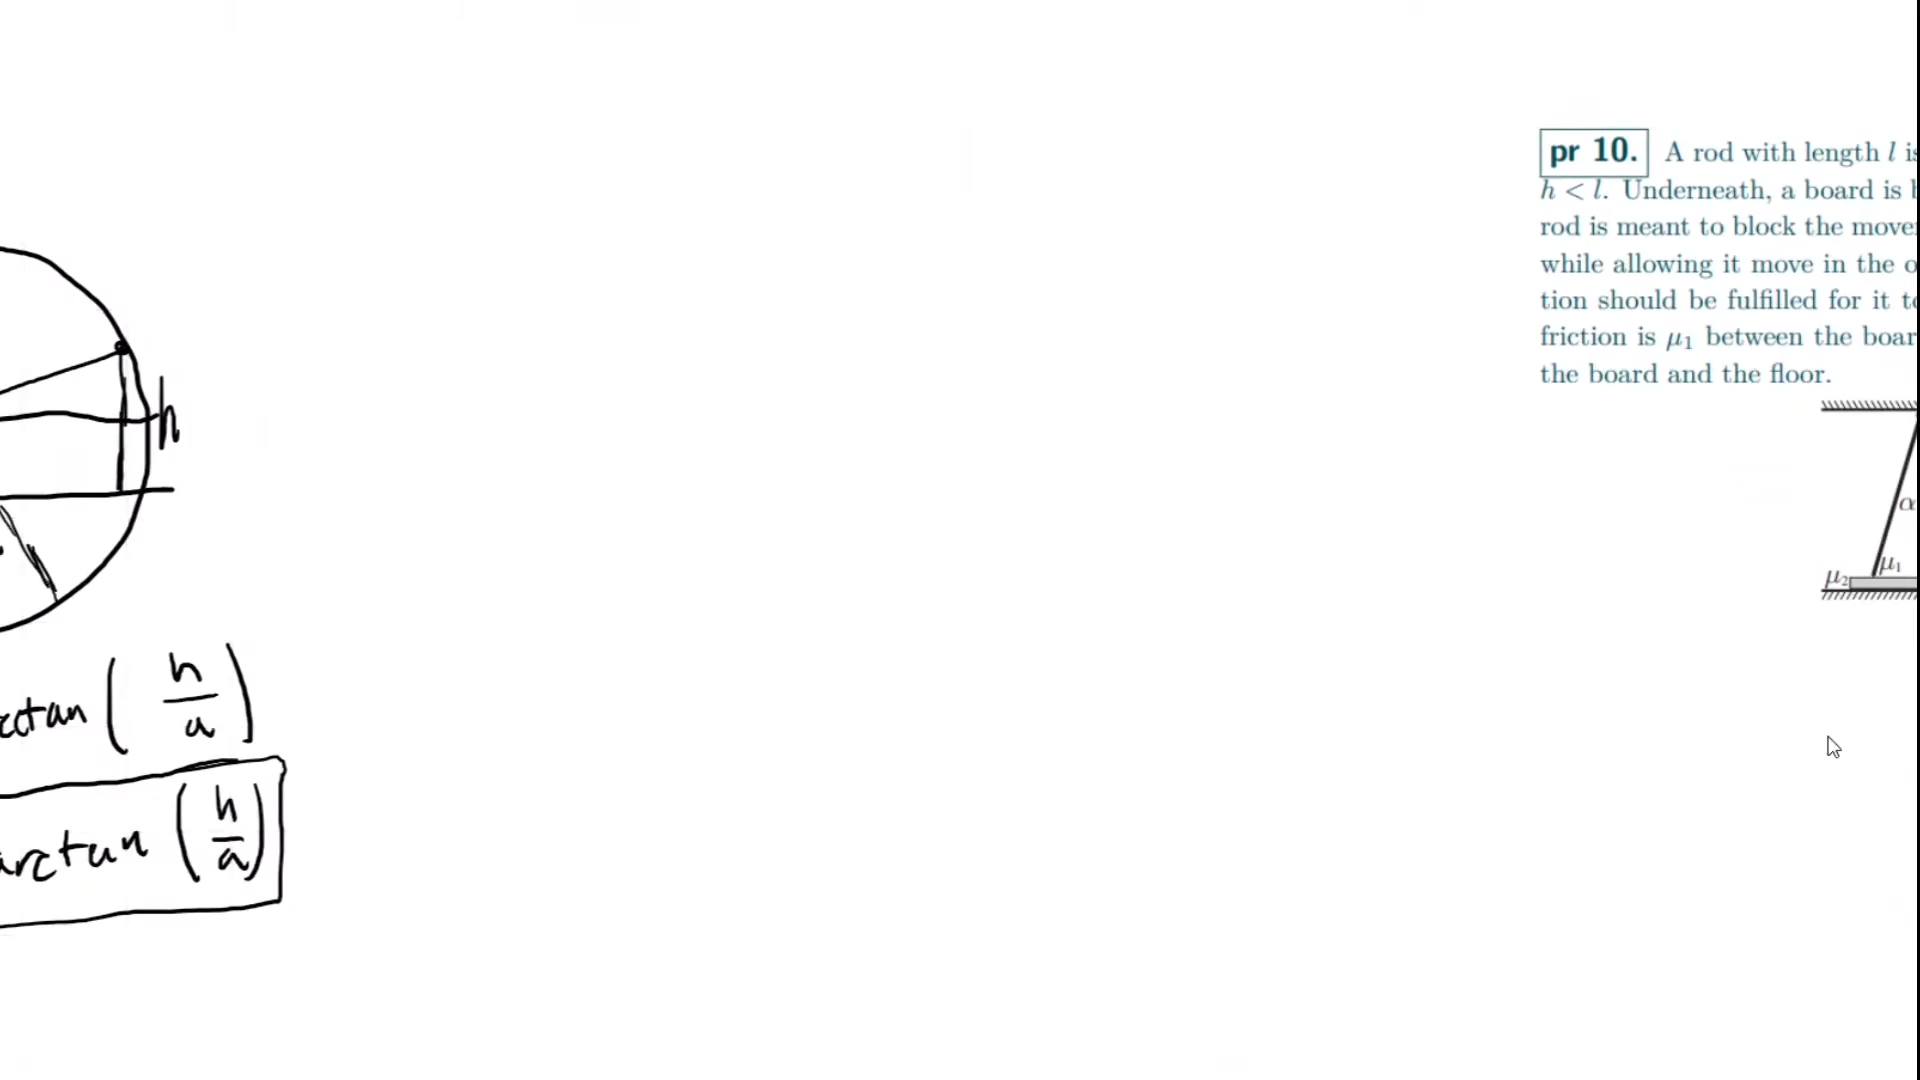 h
ctan ( h/a )
arctan ( h/a )
pr 10. A rod with length l is
h < l. Underneath, a board is
rod is meant to block the move
while allowing it move in the o
tion should be fulfilled for it t
friction is μ₁ between the boar
the board and the floor.
α
μ₁
μ₂